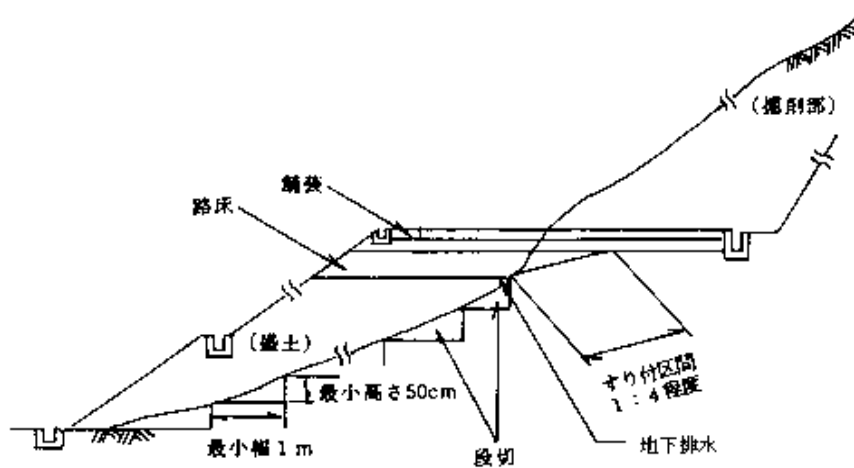 (掘削部)
舗装
路床
(盛土)
最小高さ50cm
すり付区間
1:4程度
最小幅1m
段切
地下排水